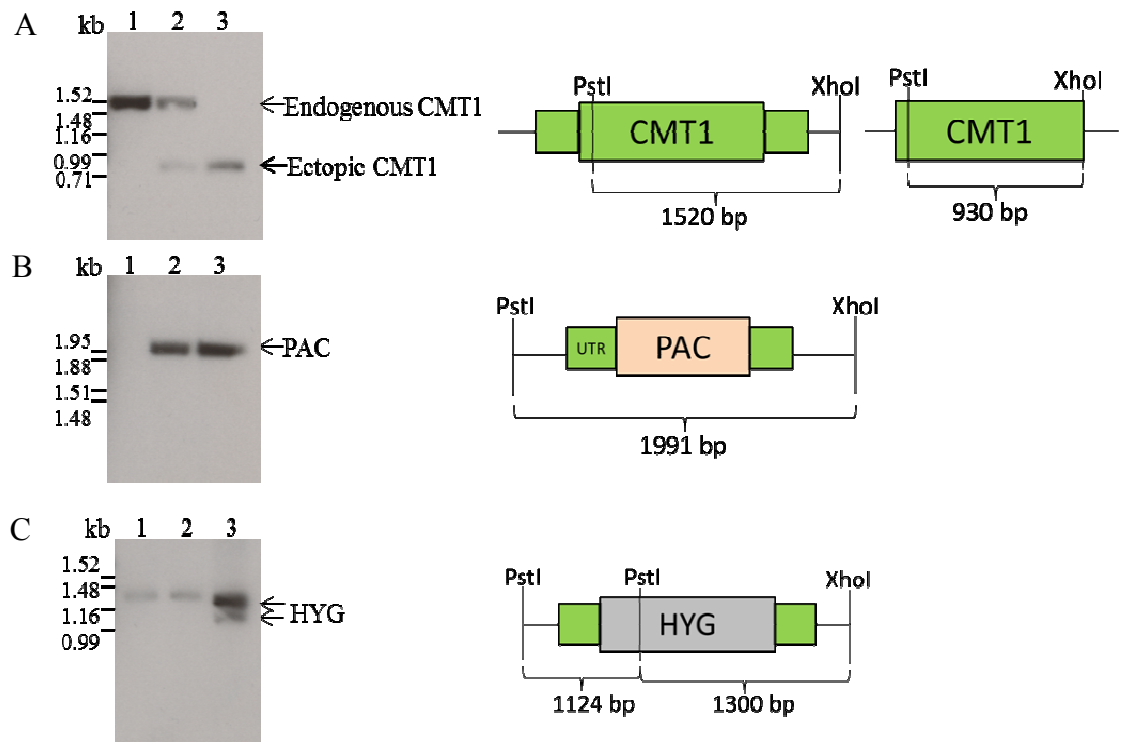 A
kb 1 2 3
1.52
1.48
1.16
0.99
0.71
Endogenous CMT1
Ectopic CMT1
PstI
XhoI
CMT1
1520 bp
PstI
XhoI
CMT1
930 bp
B
kb 1 2 3
1.95
1.88
1.51
1.48
PAC
PstI
XhoI
UTR
PAC
1991 bp
C
kb 1 2 3
1.52
1.48
1.16
0.99
HYG
PstI
PstI
XhoI
HYG
1124 bp
1300 bp